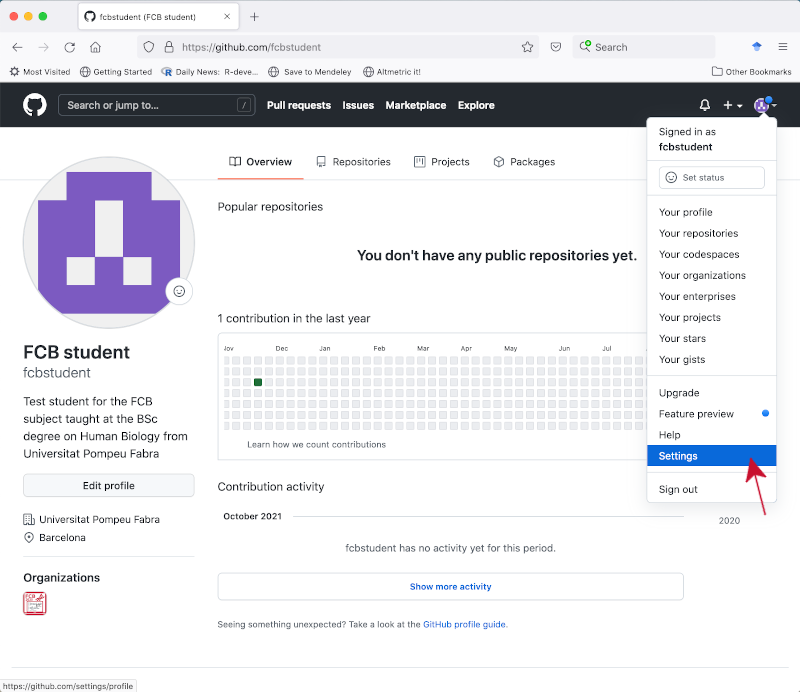 fcbstudent (FCB student)
https://github.com/fcbstudent
Search
Most Visited
Getting Started
Daily News: R-deve...
Save to Mendeley
Altmetric it!
Other Bookmarks
Search or jump to...
/
Pull requests
Issues
Marketplace
Explore
Signed in as
fcbstudent
Set status
Your profile
Your repositories
Your codespaces
Your organizations
Your enterprises
Your projects
Your stars
Your gists
Upgrade
Feature preview
Help
Settings
Sign out
Overview
Repositories
Projects
Packages
Popular repositories
You don't have any public repositories yet.
1 contribution in the last year
Nov
Dec
Jan
Feb
Mar
Apr
May
Jun
Jul
Learn how we count contributions
Contribution activity
October 2021
2020
fcbstudent has no activity yet for this period.
Show more activity
Seeing something unexpected? Take a look at the GitHub profile guide.
FCB student
fcbstudent
Test student for the FCB
subject taught at the BSc
degree on Human Biology from
Universitat Pompeu Fabra
Edit profile
Universitat Pompeu Fabra
Barcelona
Organizations
FCB
https://github.com/settings/profile